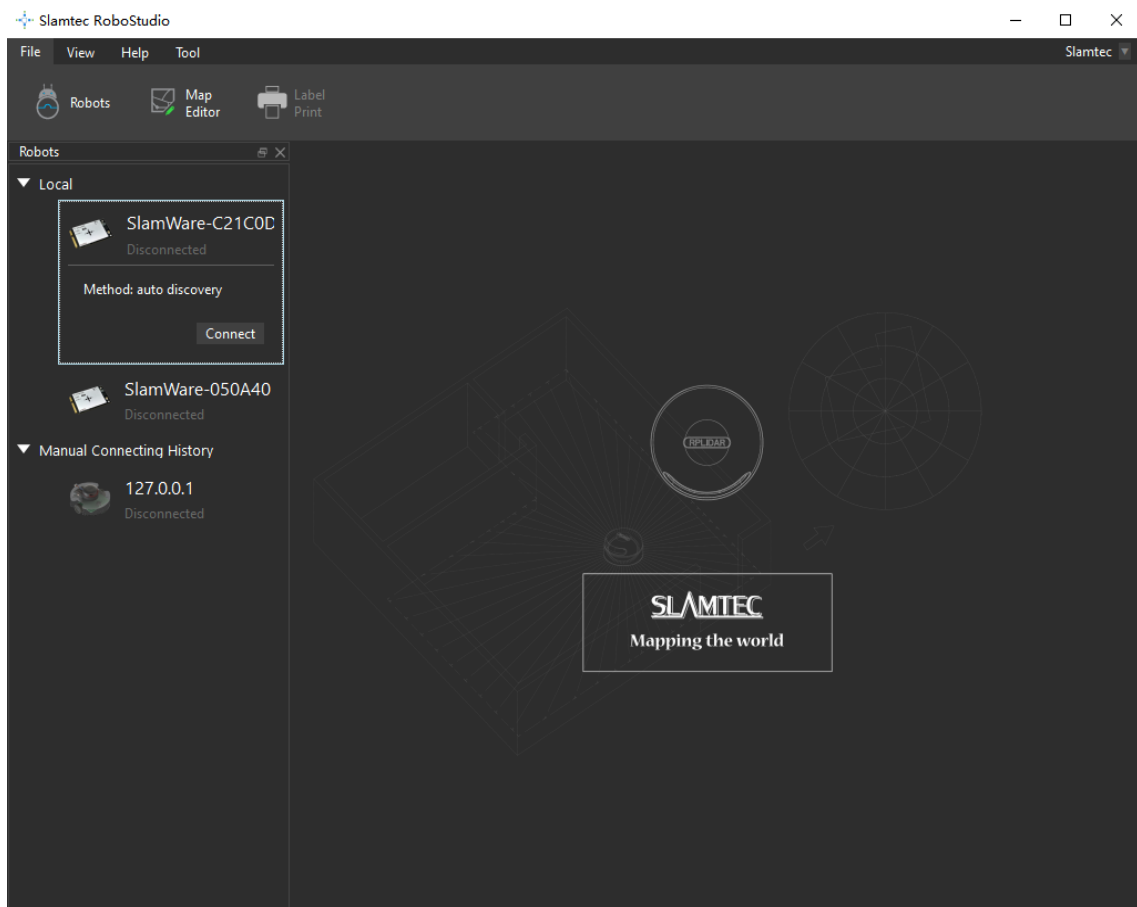 Slamtec RoboStudio
File View Help Tool
Slamtec
Robots
Map
Editor
Label
Print
Robots
Local
SlamWare-C21C0D
Disconnected
Method: auto discovery
Connect
SlamWare-050A40
Disconnected
Manual Connecting History
127.0.0.1
Disconnected
RPLIDAR
SLAMTEC
Mapping the world